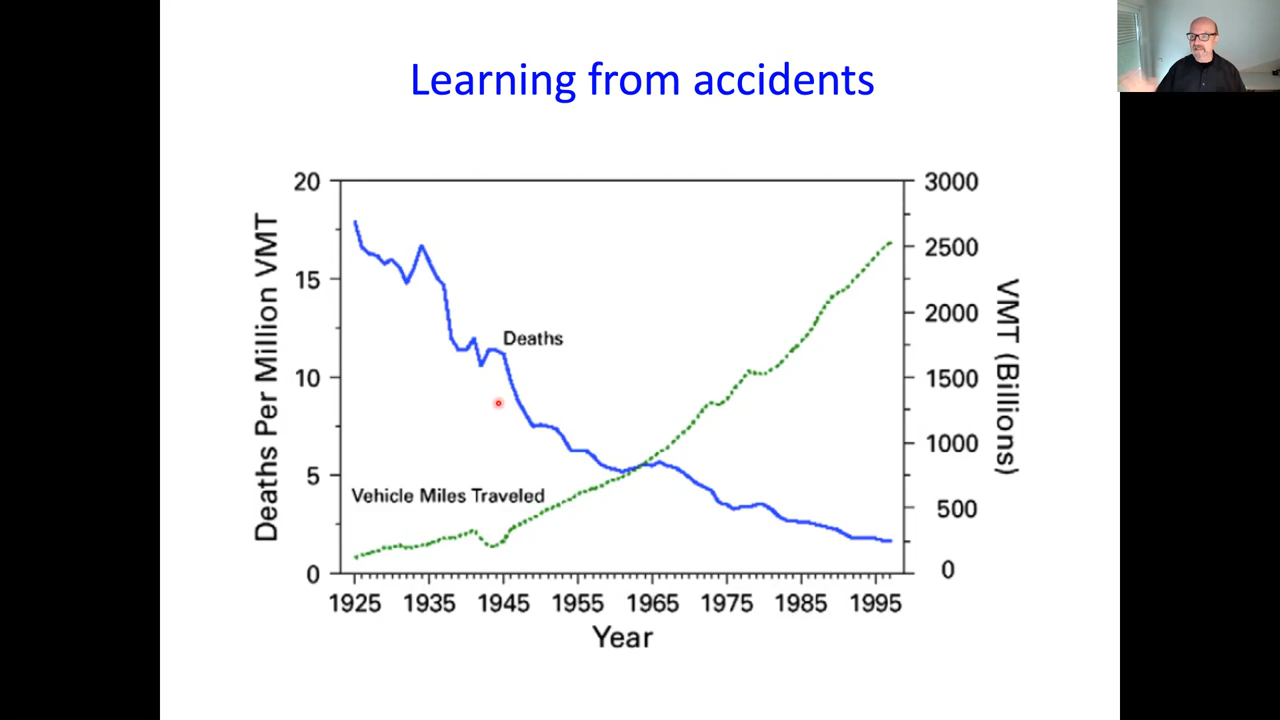 Learning from accidents
20
15
10
5
0
Deaths Per Million VMT
Deaths
Vehicle Miles Traveled
3000
2500
2000
1500
1000
500
0
VMT (Billions)
1925 1935 1945 1955 1965 1975 1985 1995
Year